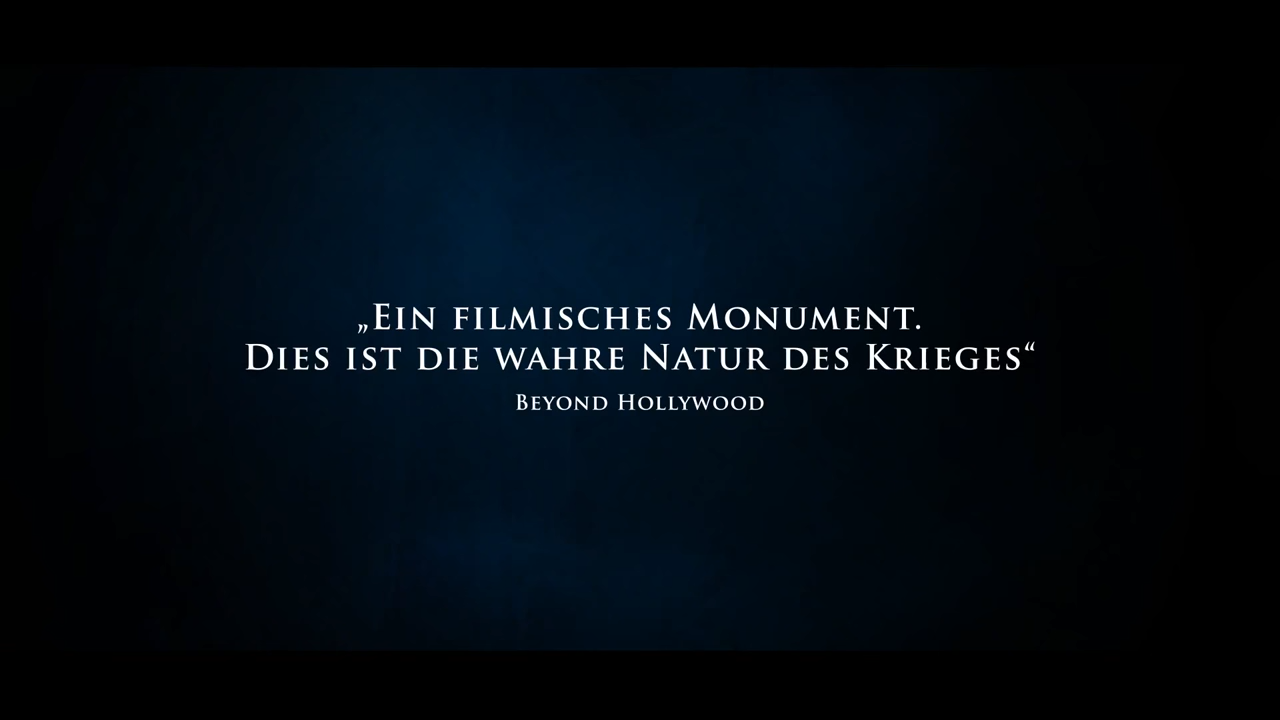 „Ein filmisches Monument.
Dies ist die wahre Natur des Krieges“
Beyond Hollywood